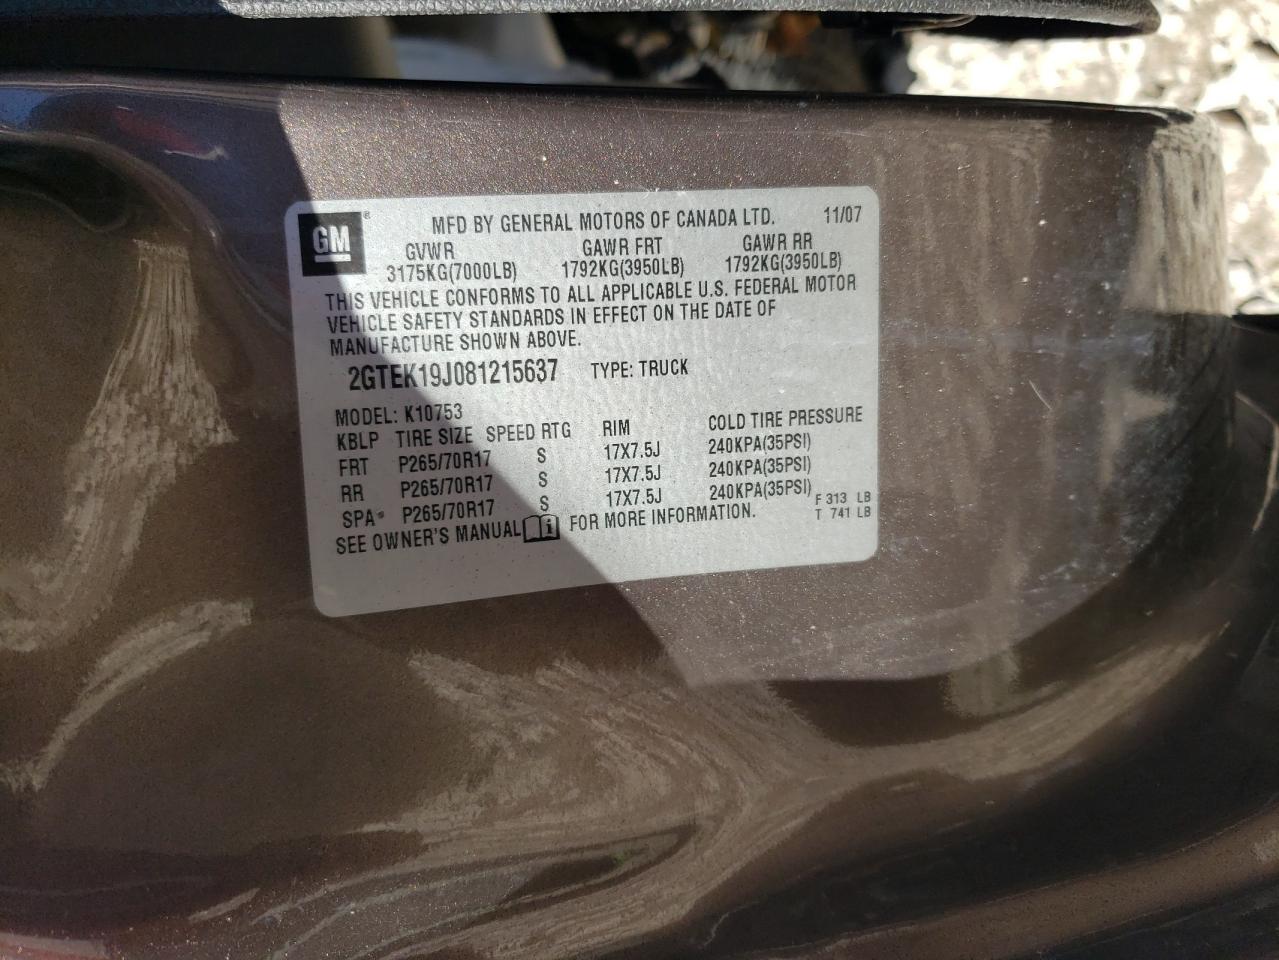 GM ® MFD BY GENERAL MOTORS OF CANADA LTD. 11/07
GVWR GAWR FRT GAWR RR
3175KG(7000LB) 1792KG(3950LB) 1792KG(3950LB)
THIS VEHICLE CONFORMS TO ALL APPLICABLE U.S. FEDERAL MOTOR
VEHICLE SAFETY STANDARDS IN EFFECT ON THE DATE OF
MANUFACTURE SHOWN ABOVE.
2GTEK19J081215637 TYPE: TRUCK
MODEL: K10753
KBLP TIRE SIZE SPEED RTG RIM COLD TIRE PRESSURE
FRT P265/70R17 S 17X7.5J 240KPA(35PSI)
RR P265/70R17 S 17X7.5J 240KPA(35PSI)
SPA P265/70R17 S 17X7.5J 240KPA(35PSI) F 313 LB
SEE OWNER'S MANUAL i FOR MORE INFORMATION. T 741 LB